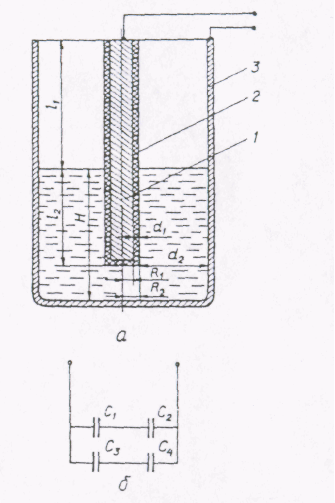 3
2
1
l₁
l₂
H
d₁
d₂
R₁
R₂
а
C₁ C₂
C₃ C₄
б